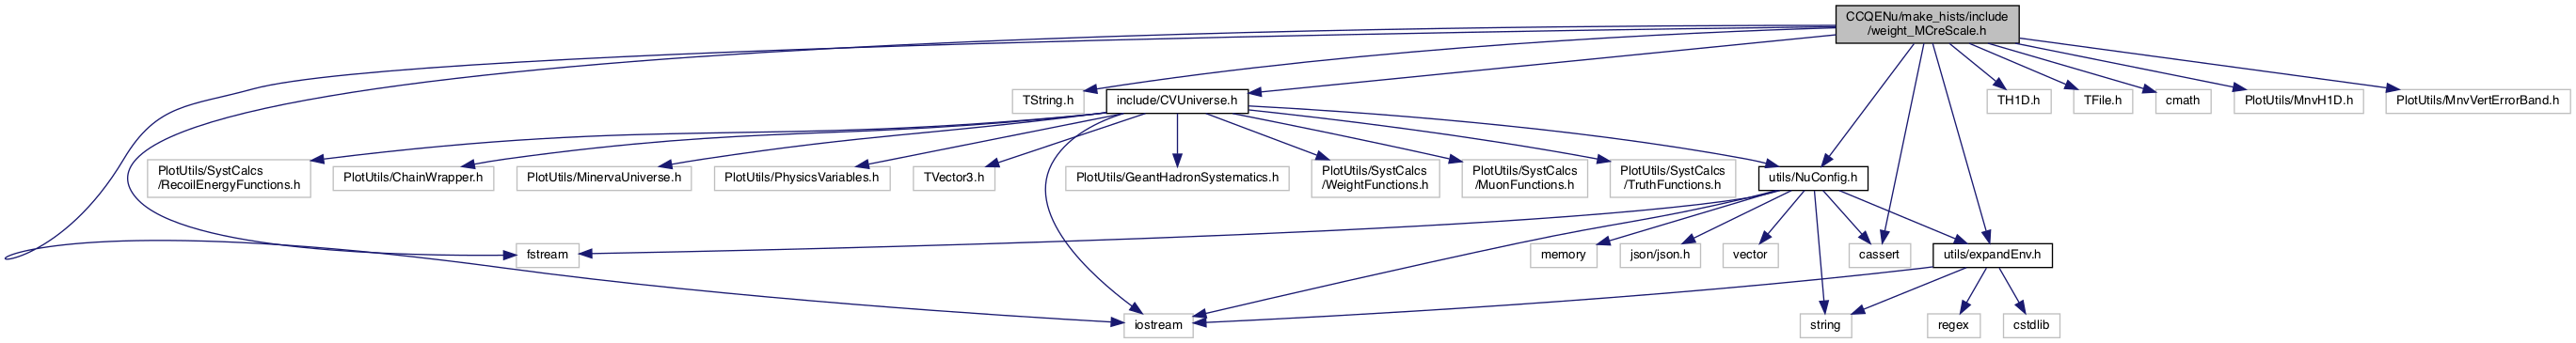 CCQENu/make_hists/include
/weight_MCreScale.h
TString.h
include/CVUniverse.h
TH1D.h
TFile.h
cmath
PlotUtils/MnvH1D.h
PlotUtils/MnvVertErrorBand.h
PlotUtils/SystCalcs
/RecoilEnergyFunctions.h
PlotUtils/ChainWrapper.h
PlotUtils/MinervaUniverse.h
PlotUtils/PhysicsVariables.h
TVector3.h
PlotUtils/GeantHadronSystematics.h
PlotUtils/SystCalcs
/WeightFunctions.h
PlotUtils/SystCalcs
/MuonFunctions.h
PlotUtils/SystCalcs
/TruthFunctions.h
utils/NuConfig.h
fstream
memory
json/json.h
vector
cassert
utils/expandEnv.h
iostream
string
regex
cstdlib